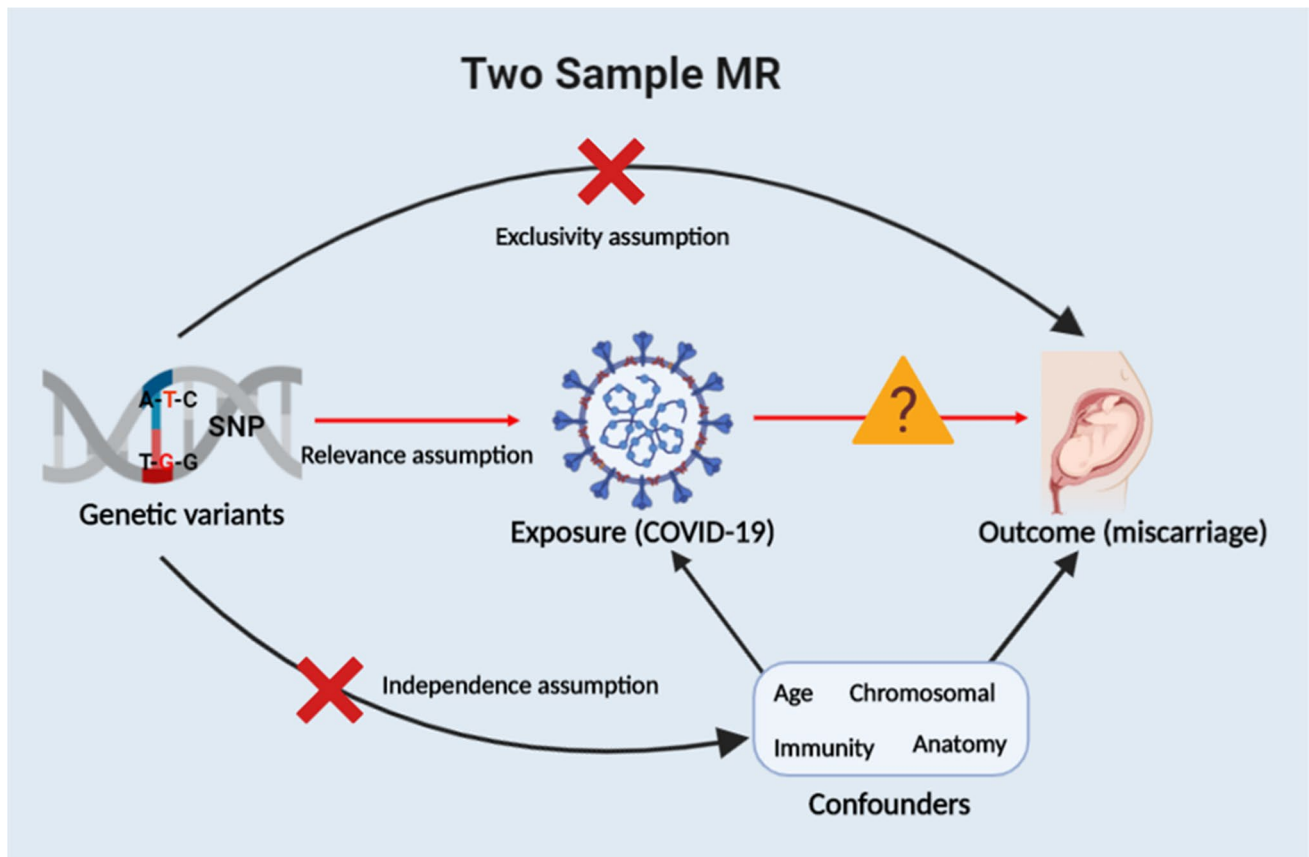 Two Sample MR
Exclusivity assumption
A-T-C
SNP
T-G-G
Relevance assumption
?
Genetic variants
Exposure (COVID-19)
Outcome (miscarriage)
Independence assumption
Age Chromosomal
Immunity Anatomy
Confounders